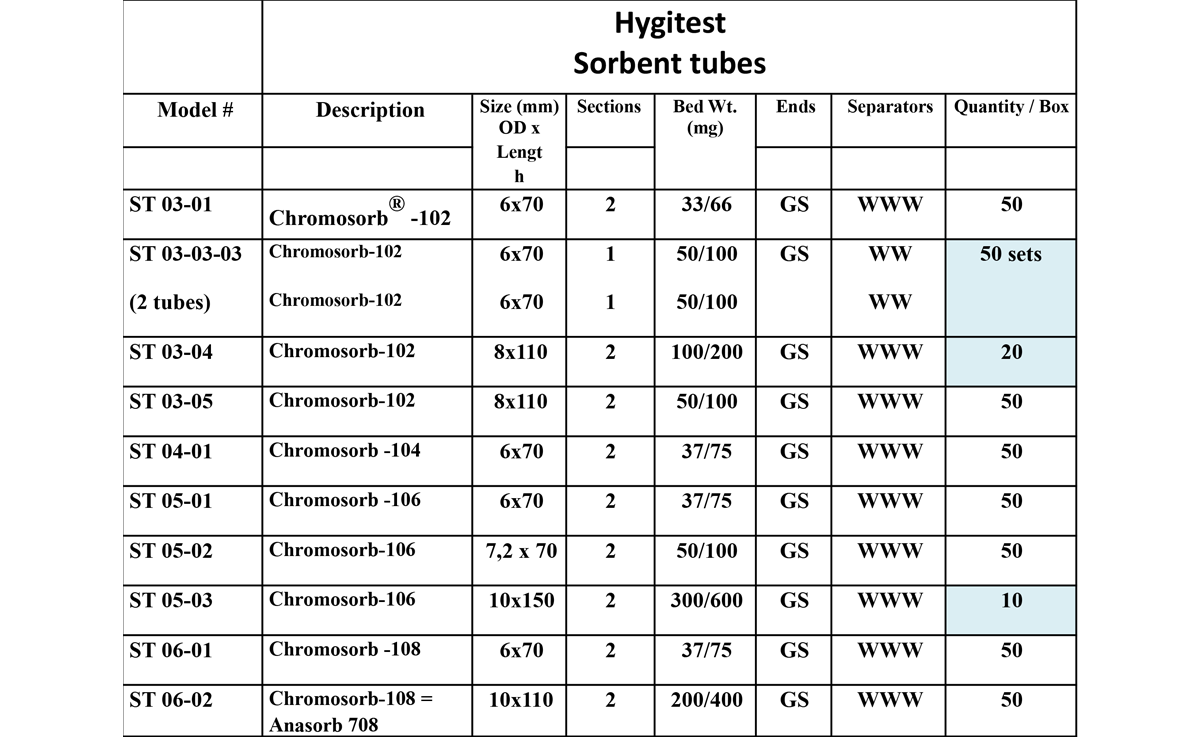 Hygitest
Sorbent tubes
Model # Description Size (mm) Sections Bed Wt. Ends Separators Quantity / Box
OD x (mg)
Lengt
h
ST 03-01 Chromosorb® -102 6x70 2 33/66 GS WWW 50
ST 03-03-03 Chromosorb-102 6x70 1 50/100 GS WW 50 sets
(2 tubes) Chromosorb-102 6x70 1 50/100 WW
ST 03-04 Chromosorb-102 8x110 2 100/200 GS WWW 20
ST 03-05 Chromosorb-102 8x110 2 50/100 GS WWW 50
ST 04-01 Chromosorb -104 6x70 2 37/75 GS WWW 50
ST 05-01 Chromosorb -106 6x70 2 37/75 GS WWW 50
ST 05-02 Chromosorb-106 7,2 x 70 2 50/100 GS WWW 50
ST 05-03 Chromosorb-106 10x150 2 300/600 GS WWW 10
ST 06-01 Chromosorb -108 6x70 2 37/75 GS WWW 50
ST 06-02 Chromosorb-108 = 10x110 2 200/400 GS WWW 50
Anasorb 708